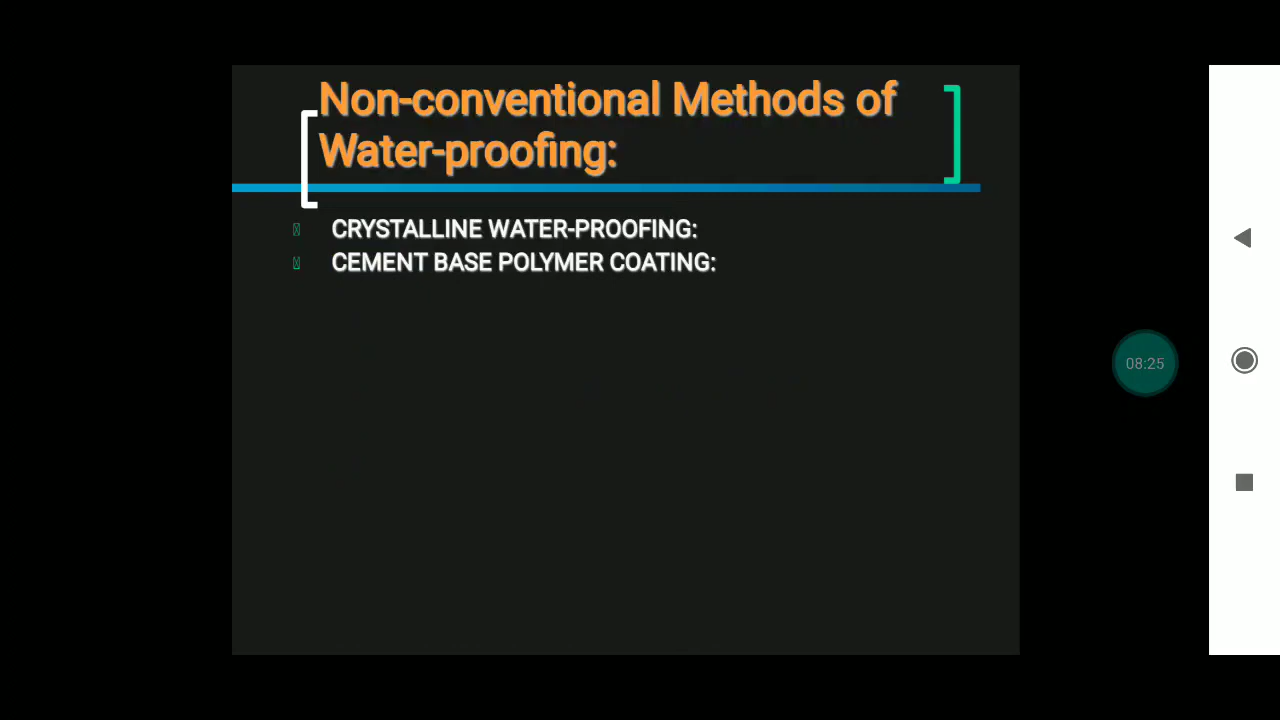 Non-conventional Methods of
Water-proofing:
CRYSTALLINE WATER-PROOFING:
CEMENT BASE POLYMER COATING:
08:25